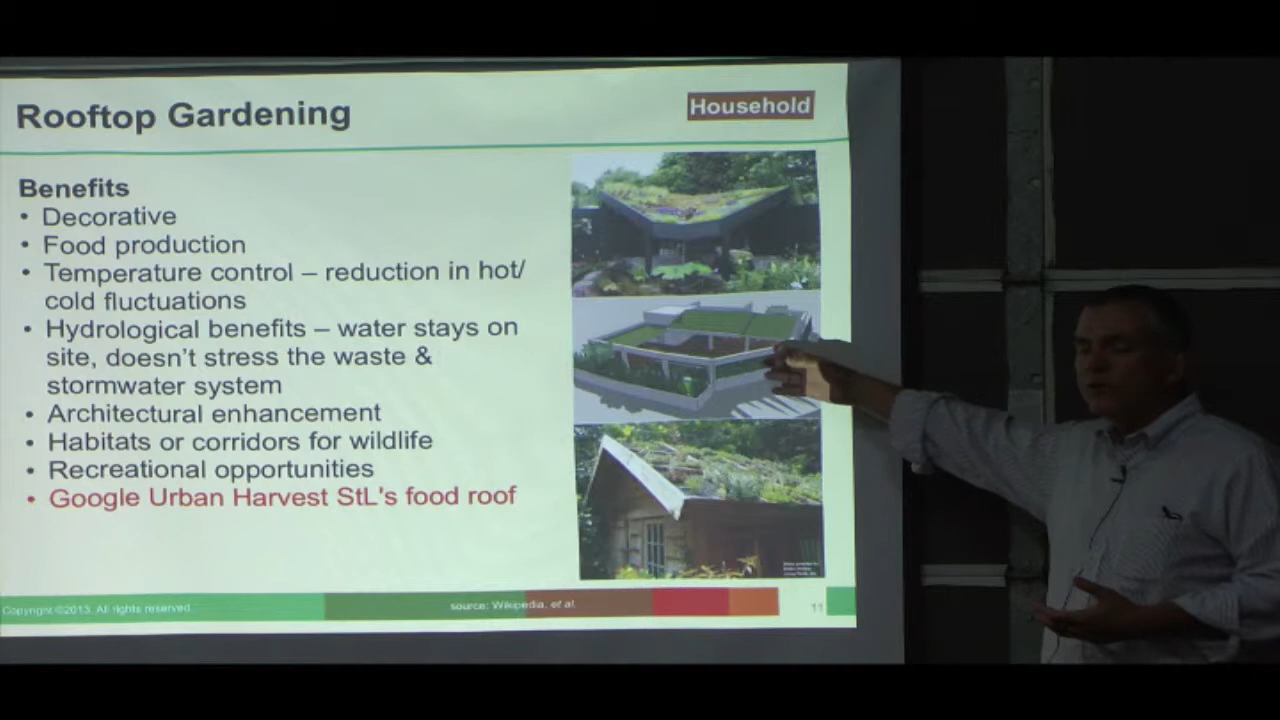 Rooftop Gardening
Household
Benefits
• Decorative
• Food production
• Temperature control – reduction in hot/
cold fluctuations
• Hydrological benefits – water stays on
site, doesn't stress the waste &
stormwater system
• Architectural enhancement
• Habitats or corridors for wildlife
• Recreational opportunities
• Google Urban Harvest StL's food roof
Copyright ©2013. All rights reserved.
source: Wikipedia, et al.
11